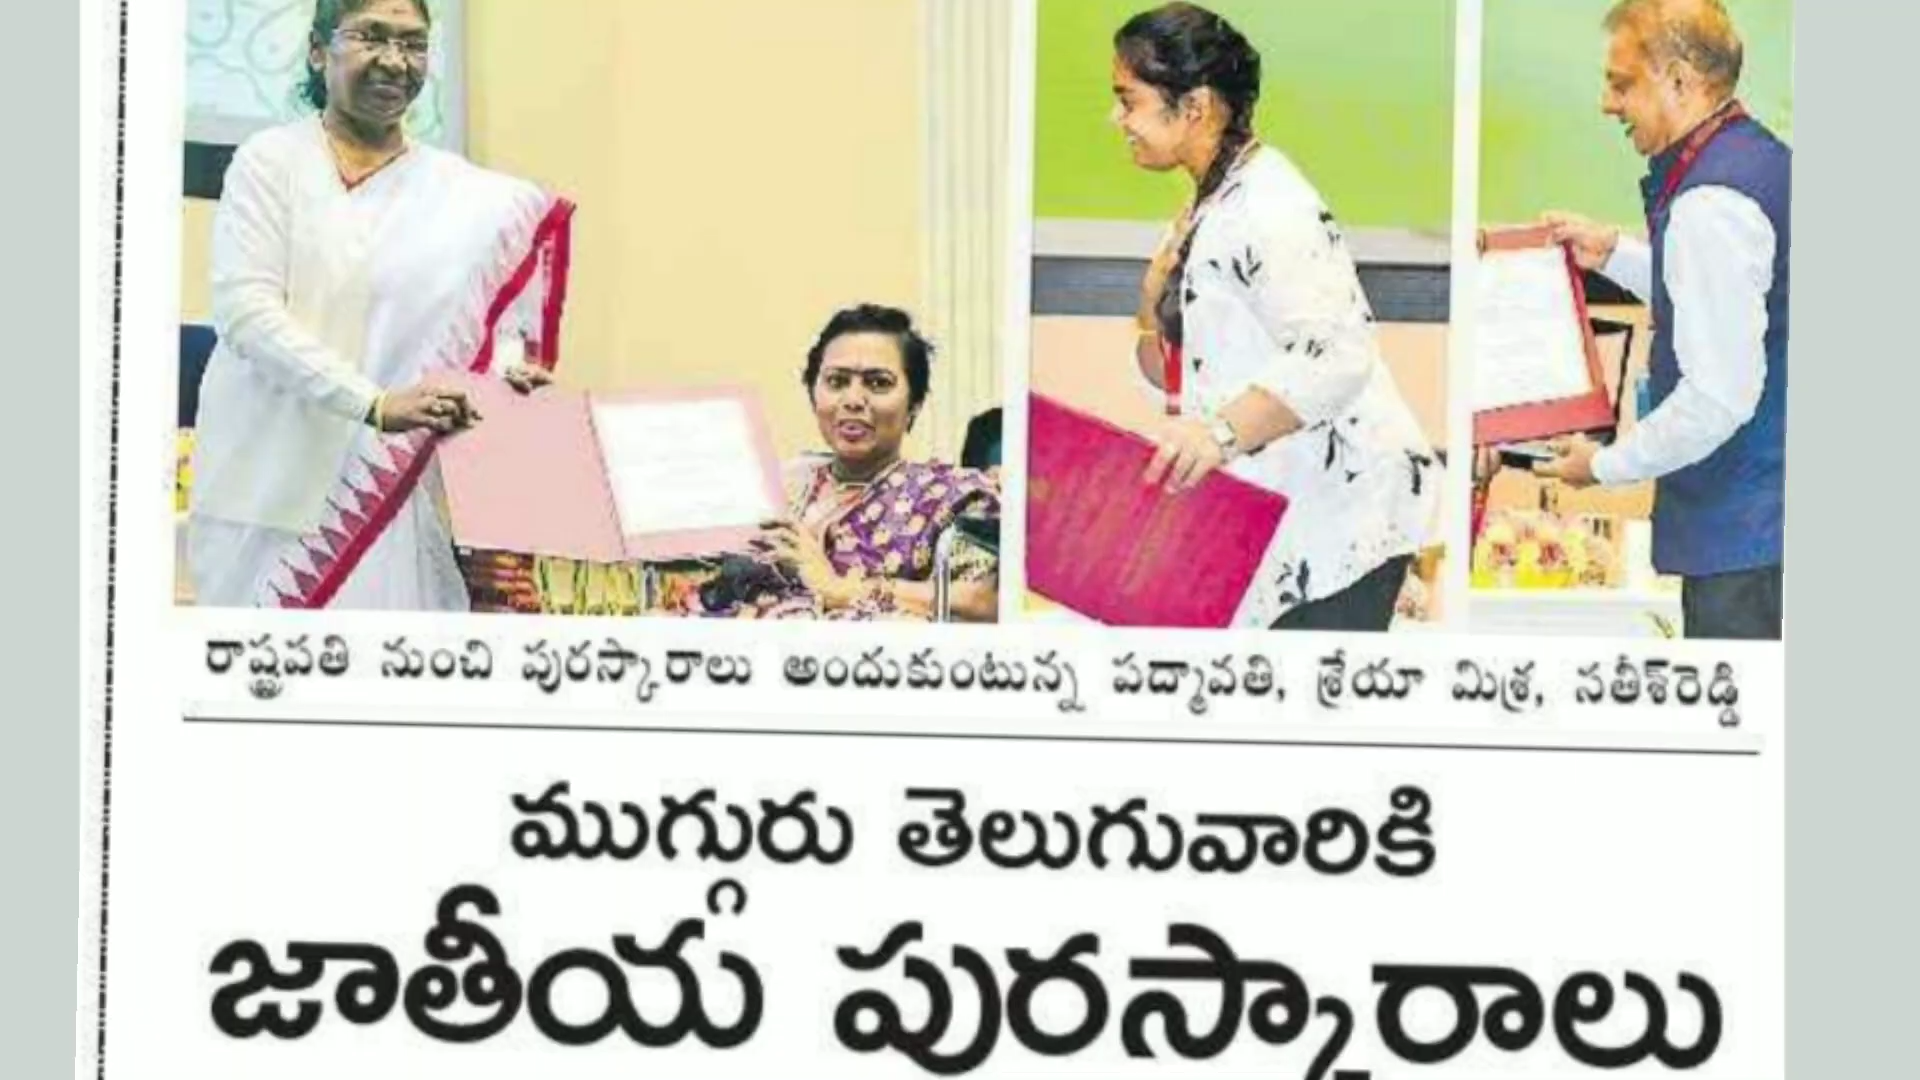 రాష్ట్రపతి నుంచి పురస్కారాలు అందుకుంటున్న పద్మావతి, శ్రేయా మిశ్ర, సతీశ్‌రెడ్డి
ముగ్గురు తెలుగువారికి
జాతీయ పురస్కారాలు